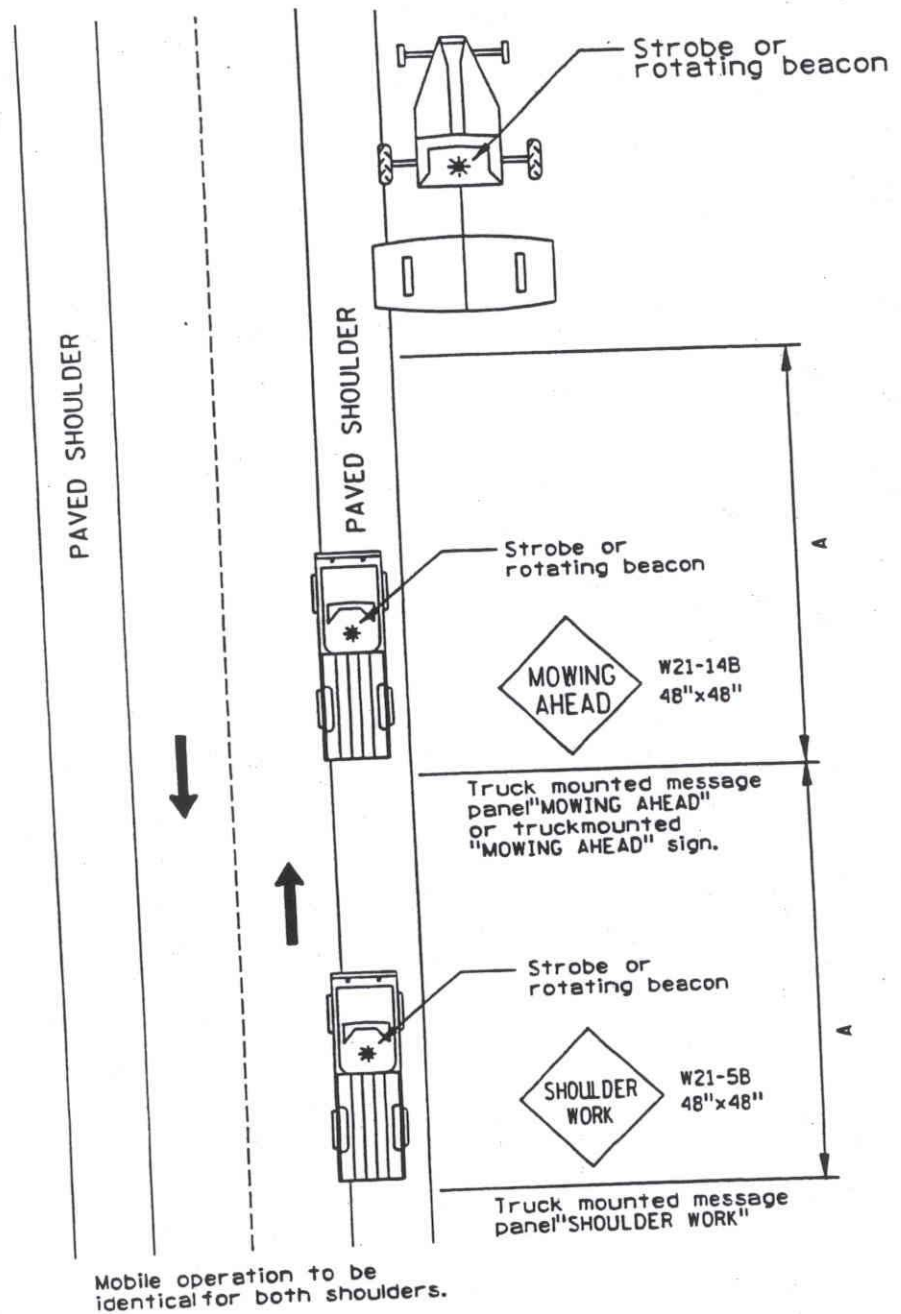 Strobe or
rotating beacon
PAVED SHOULDER
PAVED SHOULDER
Strobe or
rotating beacon
A
MOWING
AHEAD
W21-14B
48"x48"
Truck mounted message
panel"MOWING AHEAD"
or truckmounted
"MOWING AHEAD" sign.
Strobe or
rotating beacon
A
SHOULDER
WORK
W21-5B
48"x48"
Truck mounted message
panel"SHOULDER WORK"
Mobile operation to be
identical for both shoulders.